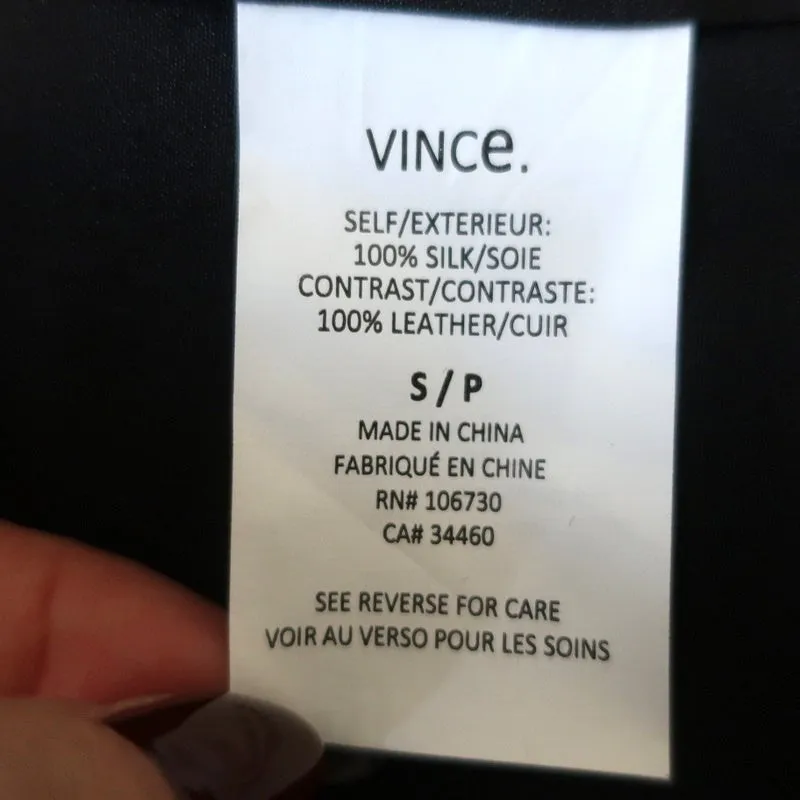 VINCe.
SELF/EXTERIEUR:
100% SILK/SOIE
CONTRAST/CONTRASTE:
100% LEATHER/CUIR
S / P
MADE IN CHINA
FABRIQUÉ EN CHINE
RN# 106730
CA# 34460
SEE REVERSE FOR CARE
VOIR AU VERSO POUR LES SOINS